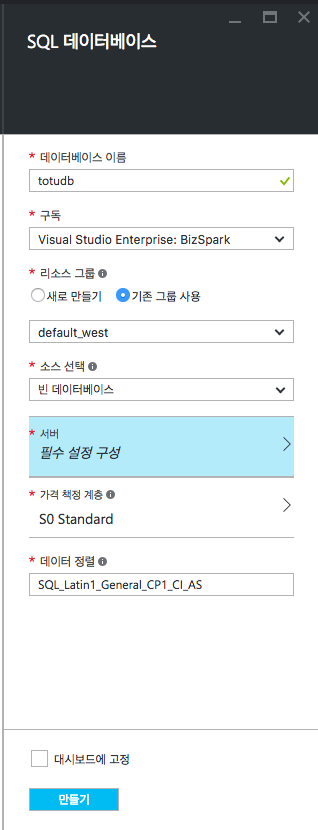 SQL 데이터베이스
* 데이터베이스 이름
totudb
* 구독
Visual Studio Enterprise: BizSpark
* 리소스 그룹
새로 만들기 기존 그룹 사용
default_west
* 소스 선택
빈 데이터베이스
* 서버
필수 설정 구성
* 가격 책정 계층
S0 Standard
* 데이터 정렬
SQL_Latin1_General_CP1_CI_AS
대시보드에 고정
만들기